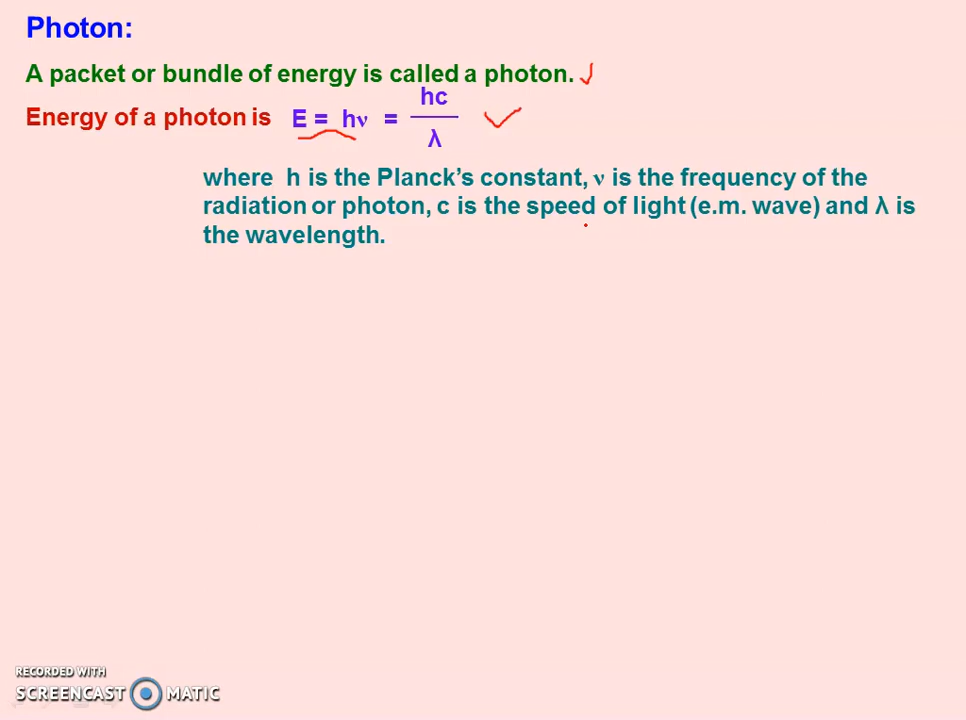 Photon:
A packet or bundle of energy is called a photon.
Energy of a photon is E = hν = hc / λ
where h is the Planck's constant, ν is the frequency of the
radiation or photon, c is the speed of light (e.m. wave) and λ is
the wavelength.
RECORDED WITH
SCREENCAST MATIC